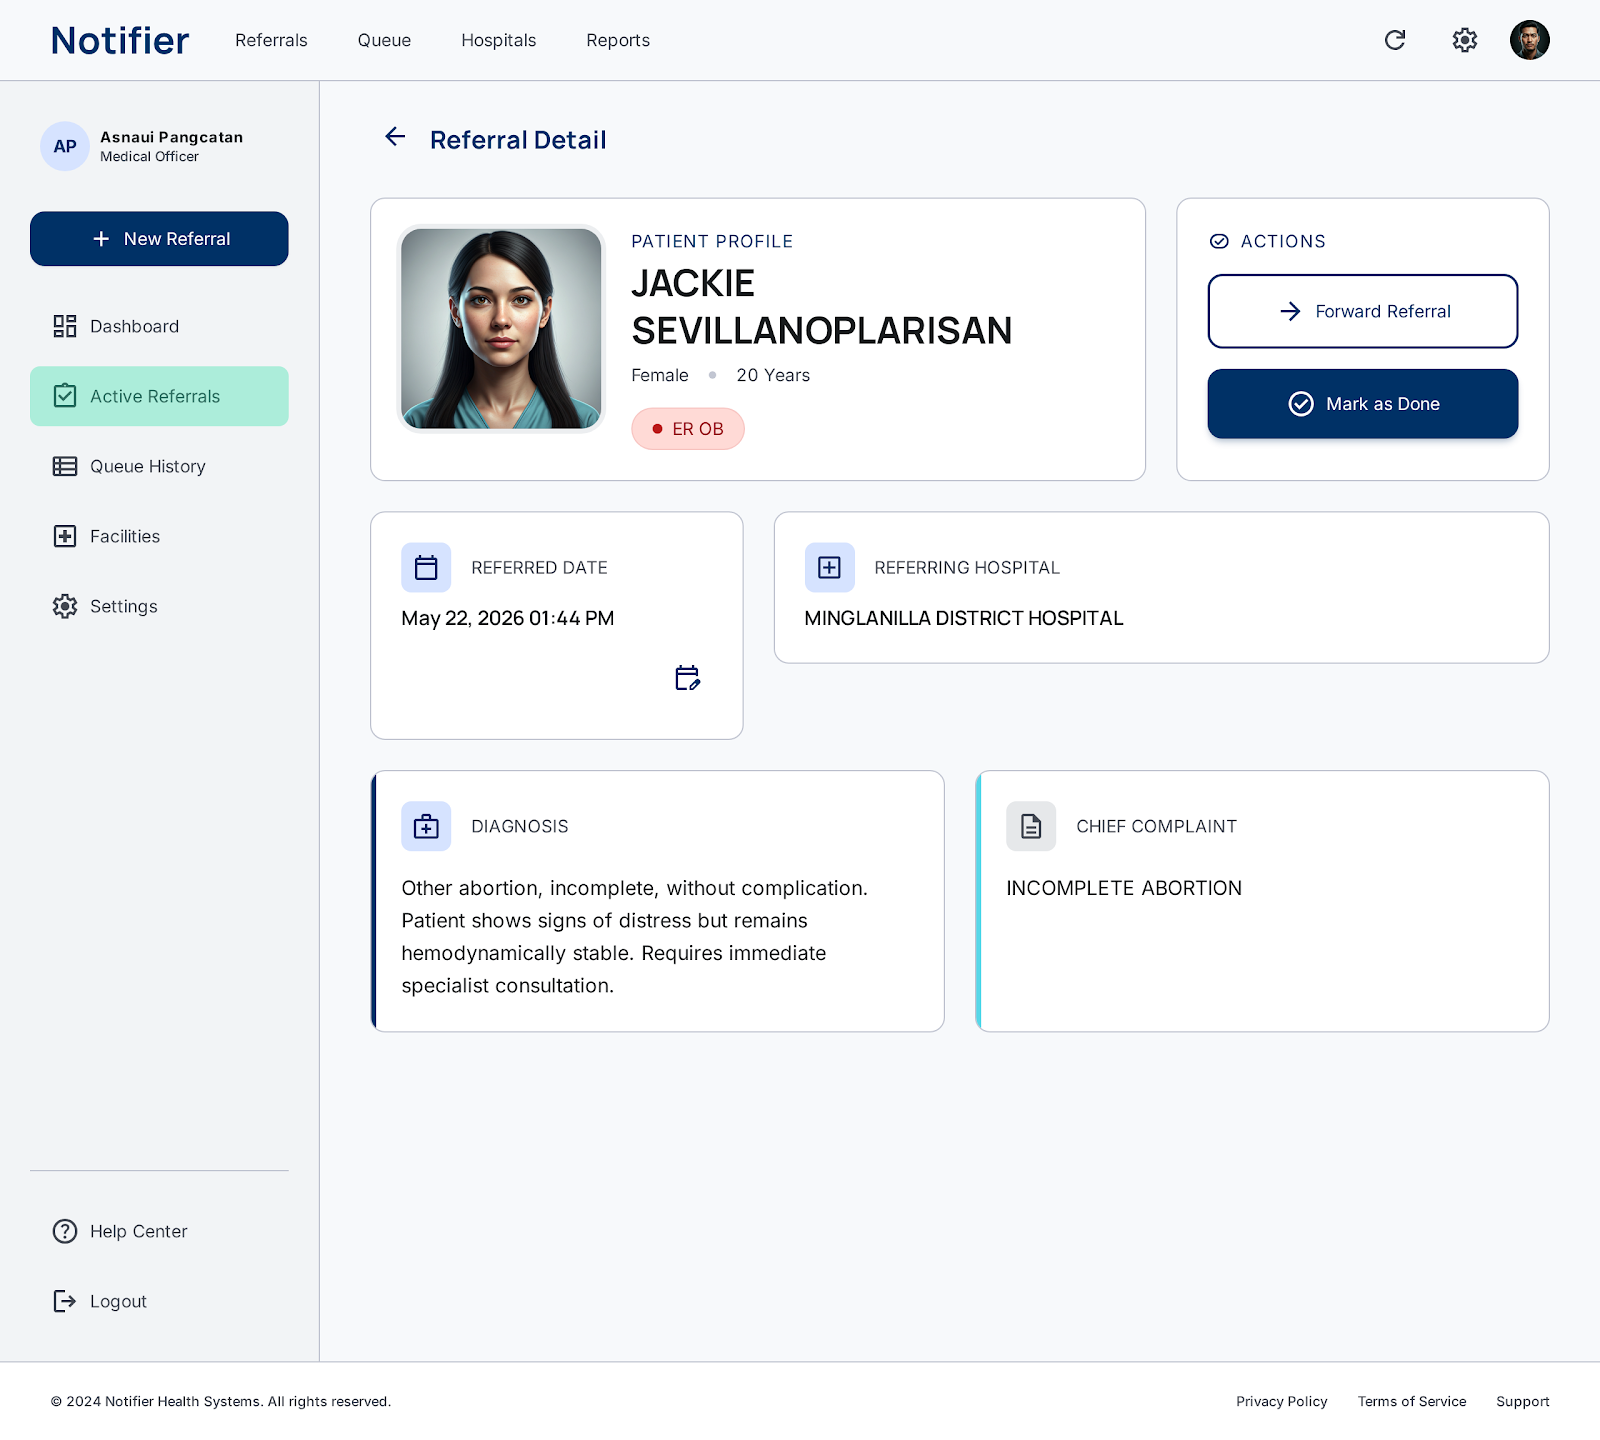 Notifier
Referrals
Queue
Hospitals
Reports
AP
Asnaui Pangcatan
Medical Officer
New Referral
Dashboard
Active Referrals
Queue History
Facilities
Settings
Help Center
Logout
Referral Detail
PATIENT PROFILE
JACKIE
SEVILLANOPLARISAN
Female
20 Years
ER OB
ACTIONS
Forward Referral
Mark as Done
REFERRED DATE
May 22, 2026 01:44 PM
REFERRING HOSPITAL
MINGLANILLA DISTRICT HOSPITAL
DIAGNOSIS
Other abortion, incomplete, without complication.
Patient shows signs of distress but remains
hemodynamically stable. Requires immediate
specialist consultation.
CHIEF COMPLAINT
INCOMPLETE ABORTION
© 2024 Notifier Health Systems. All rights reserved.
Privacy Policy
Terms of Service
Support